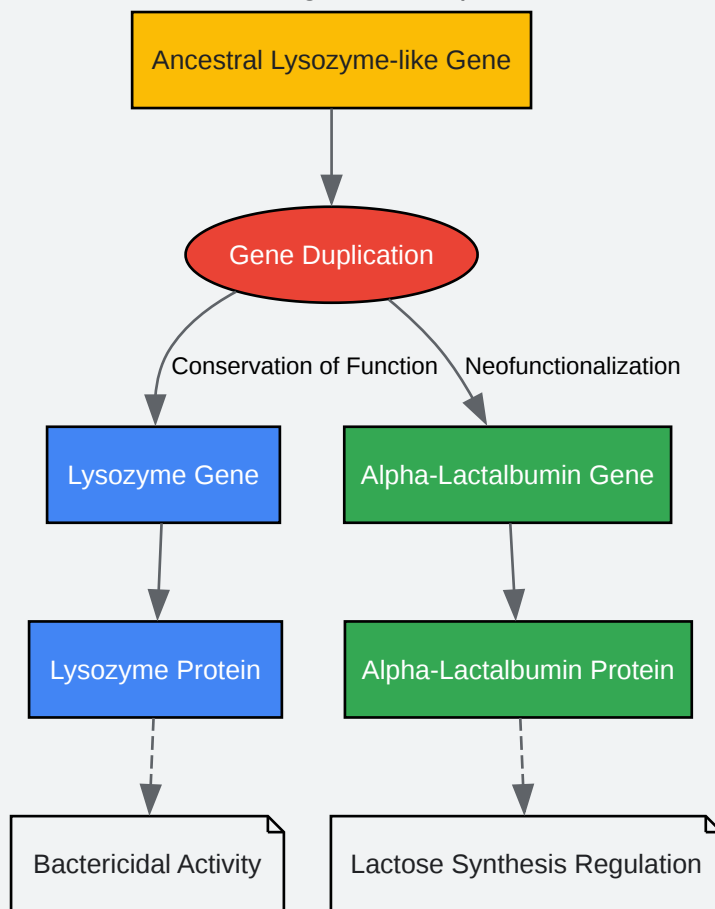 Ancestral Lysozyme-like Gene
Gene Duplication
Conservation of Function
Neofunctionalization
Lysozyme Gene
Alpha-Lactalbumin Gene
Lysozyme Protein
Alpha-Lactalbumin Protein
Bactericidal Activity
Lactose Synthesis Regulation